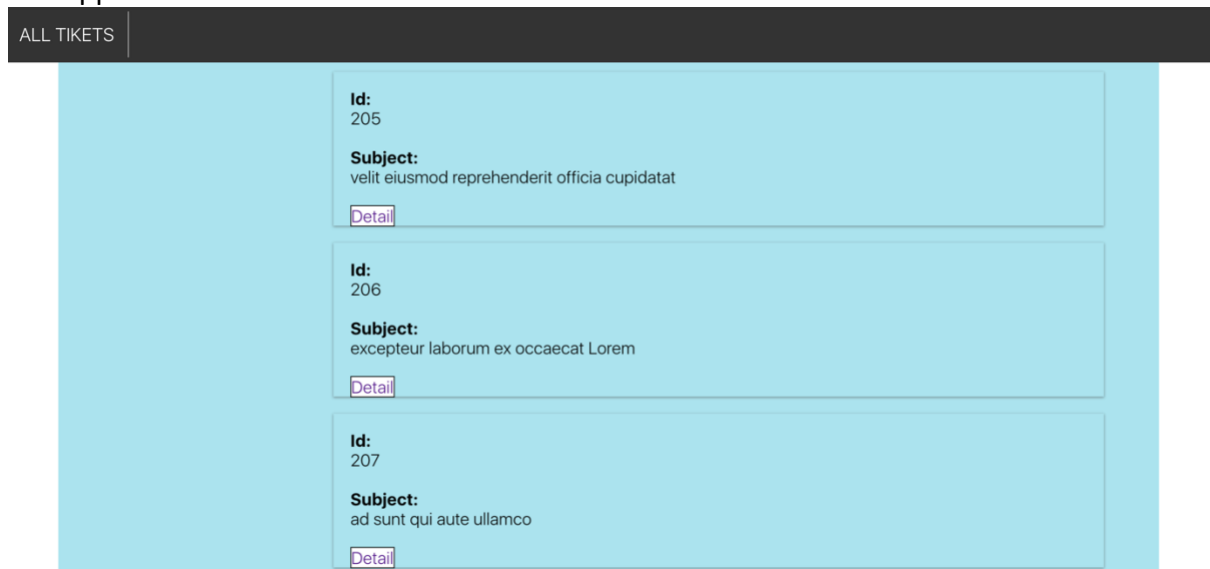 ALL TIKETS
Id:
205
Subject:
velit eiusmod reprehenderit officia cupidatat
Detail
Id:
206
Subject:
excepteur laborum ex occaecat Lorem
Detail
Id:
207
Subject:
ad sunt qui aute ullamco
Detail